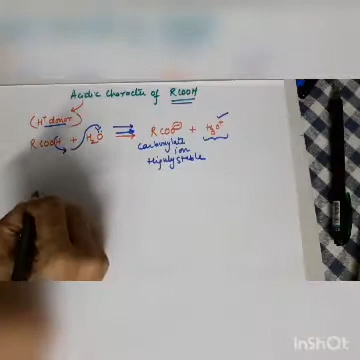 Acidic character of RCOOH
(H⁺ donor)
RCOOH + H₂O ⇌ RCOO⊖ + H₃O⁺
Carboxylate
ion
Highly stable
InShOt